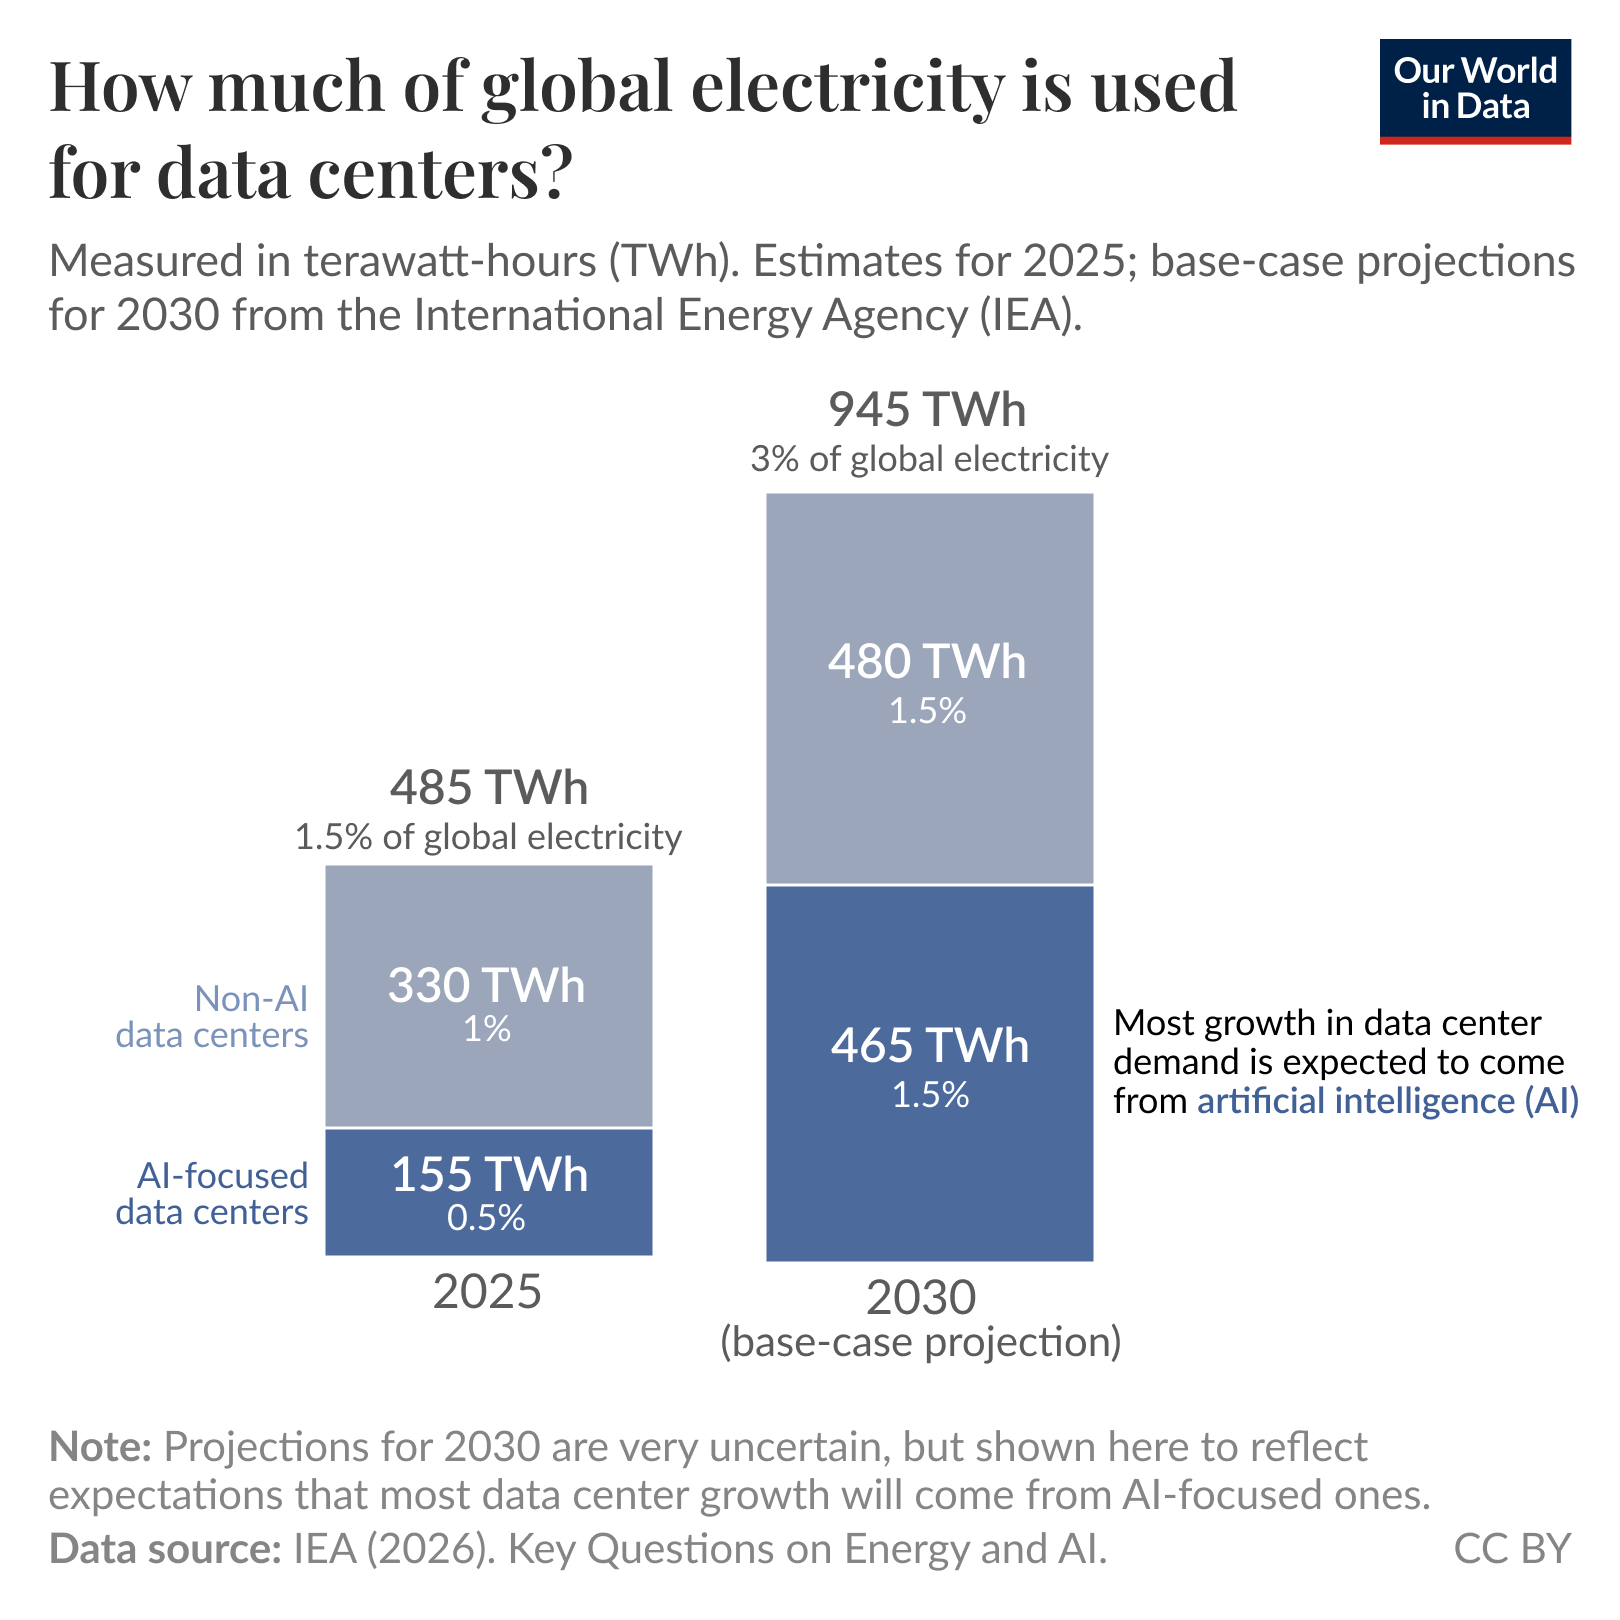 How much of global electricity is used
for data centers?
Our World
in Data
Measured in terawatt-hours (TWh). Estimates for 2025; base-case projections
for 2030 from the International Energy Agency (IEA).
945 TWh
3% of global electricity
480 TWh
1.5%
485 TWh
1.5% of global electricity
330 TWh
1%
Non-AI
data centers
465 TWh
1.5%
Most growth in data center
demand is expected to come
from artificial intelligence (AI)
155 TWh
0.5%
AI-focused
data centers
2025
2030
(base-case projection)
Note: Projections for 2030 are very uncertain, but shown here to reflect
expectations that most data center growth will come from AI-focused ones.
Data source: IEA (2026). Key Questions on Energy and AI.
CC BY